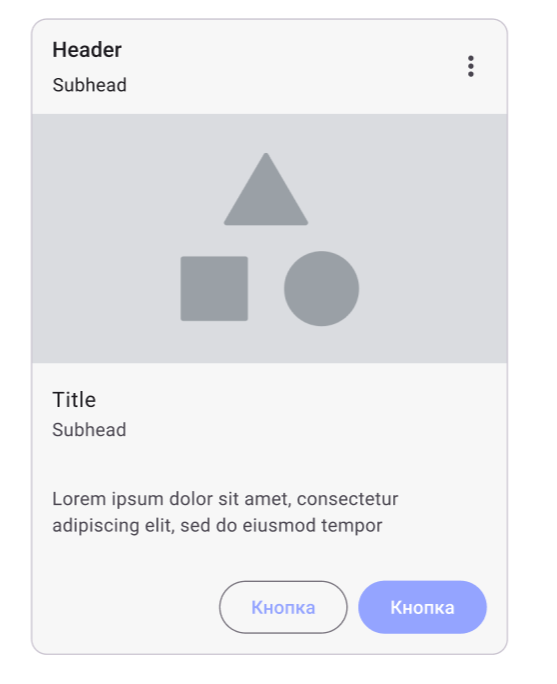 Header
Subhead
Title
Subhead
Lorem ipsum dolor sit amet, consectetur
adipiscing elit, sed do eiusmod tempor
Кнопка
Кнопка